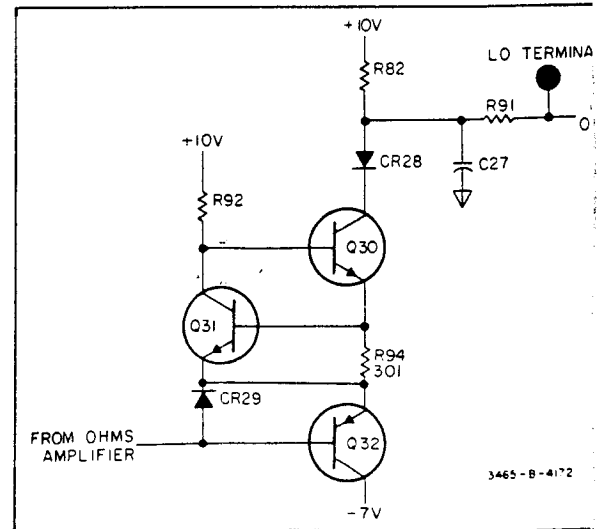 +10V
R82
LO TERMINA
R91
O
+10V
CR28
C27
R92
Q30
Q31
R94
301
CR29
FROM OHMS
AMPLIFIER
Q32
-7V
3465-B-4172